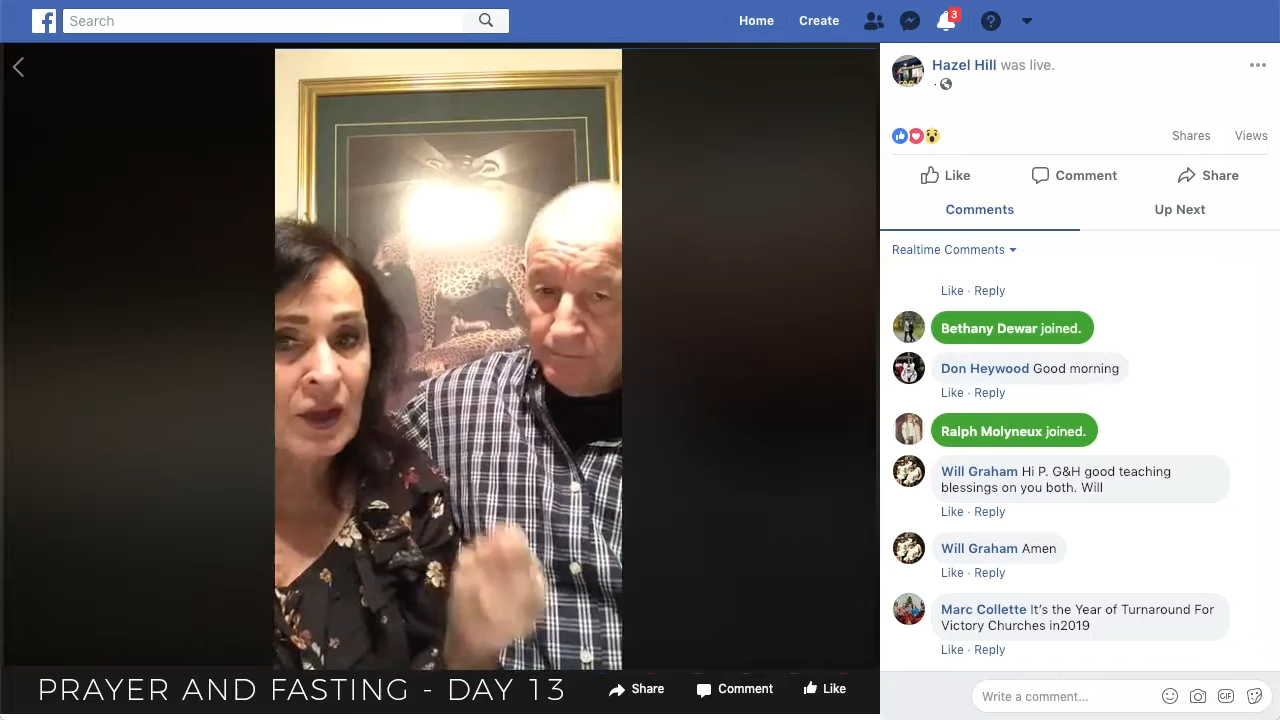 Search
Home
Create
3
Hazel Hill was live.
Shares
Views
Like
Comment
Share
Comments
Up Next
Realtime Comments
Like · Reply
Bethany Dewar joined.
Don Heywood Good morning
Like · Reply
Ralph Molyneux joined.
Will Graham Hi P. G&H good teaching
blessings on you both. Will
Like · Reply
Will Graham Amen
Like · Reply
Marc Collette It's the Year of Turnaround For
Victory Churches in2019
Like · Reply
PRAYER AND FASTING - DAY 13
Share
Comment
Like
Write a comment...
GIF